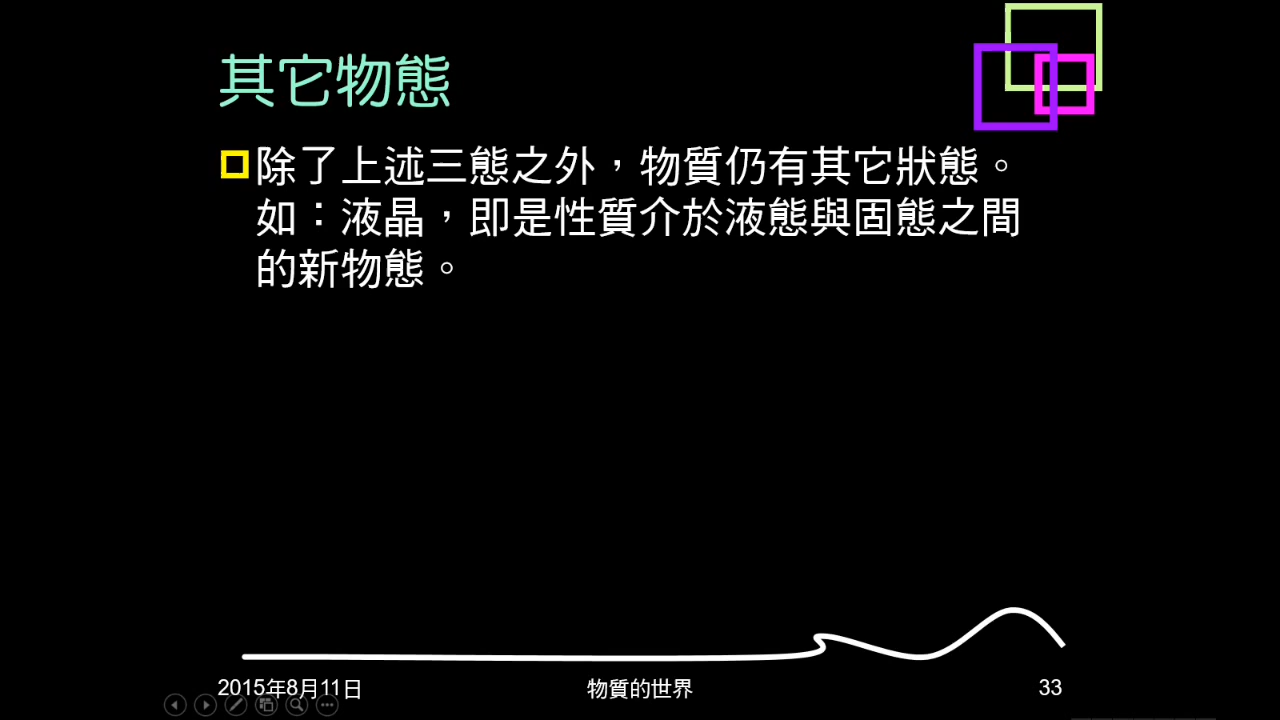 其它物態
除了上述三態之外，物質仍有其它狀態。
如：液晶，即是性質介於液態與固態之間
的新物態。
2015年8月11日
物質的世界
33